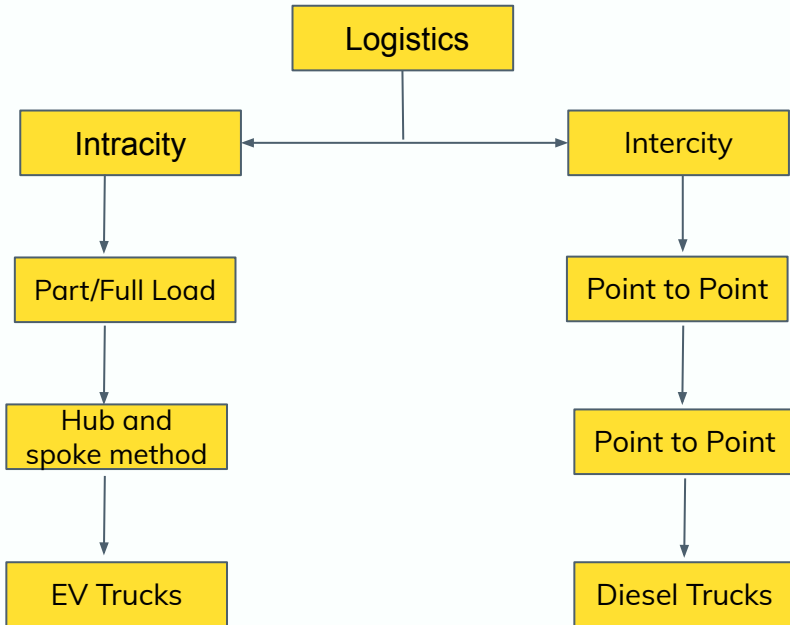 Logistics
Intracity
Intercity
Part/Full Load
Point to Point
Hub and
spoke method
Point to Point
EV Trucks
Diesel Trucks